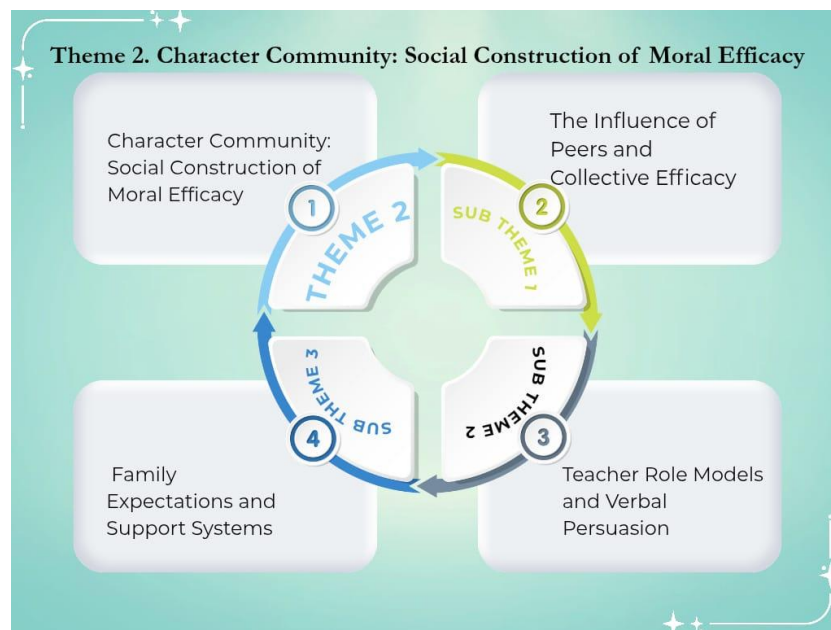 Theme 2. Character Community: Social Construction of Moral Efficacy
Character Community:
Social Construction of
Moral Efficacy
1
THEME 2
The Influence of
Peers and
Collective Efficacy
2
SUB THEME 1
SUB THEME 2
3
Teacher Role Models
and Verbal
Persuasion
SUB THEME 3
4
Family
Expectations and
Support Systems